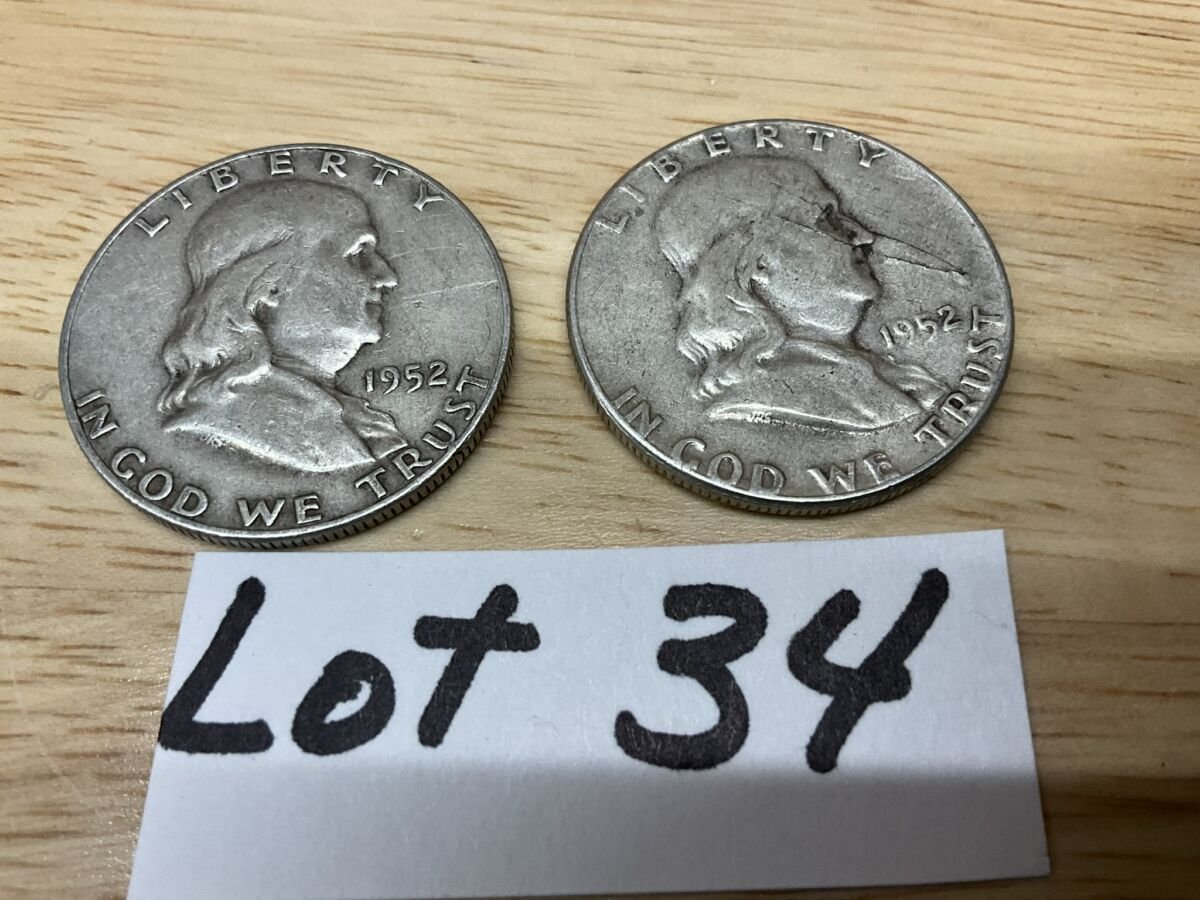 LIBERTY
1952
IN GOD WE TRUST
LIBERTY
1952
IN GOD WE TRUST
Lot 34